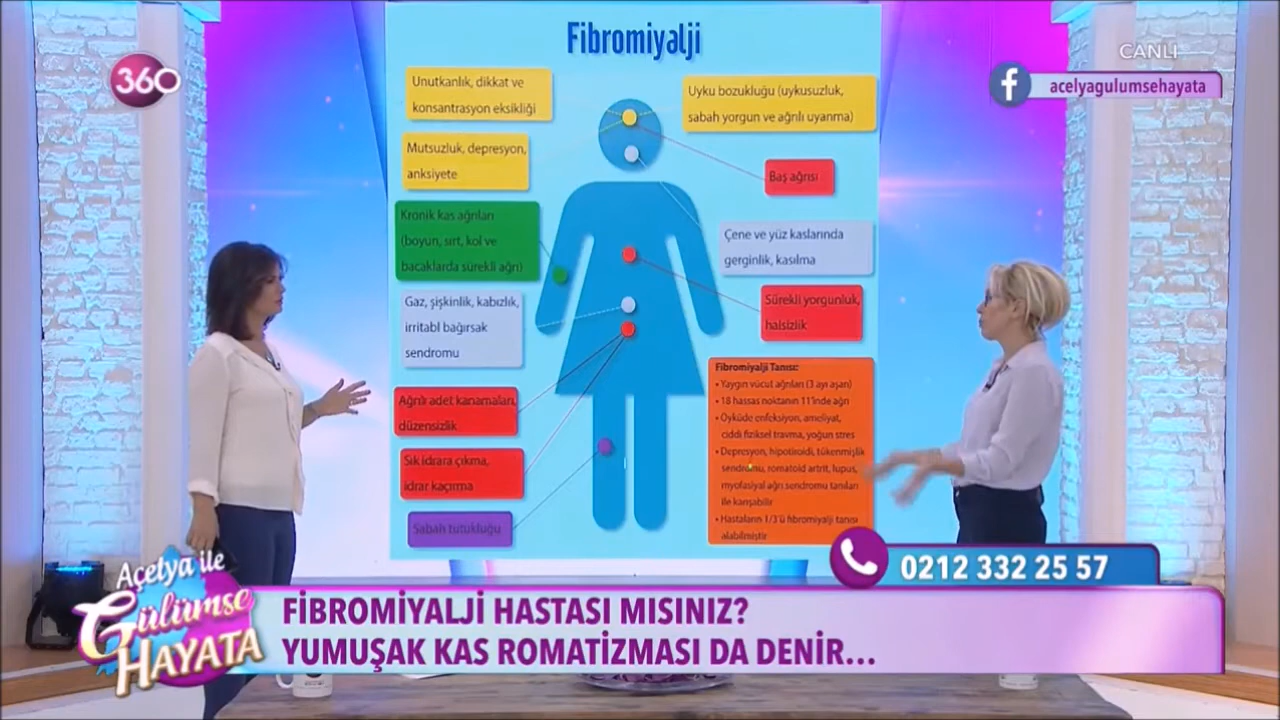 Fibromiyalji
CANLI
360
acelyagulumsehayata
Unutkanlık, dikkat ve
konsantrasyon eksikliği
Uyku bozukluğu (uykusuzluk,
sabah yorgun ve ağrılı uyanma)
Mutsuzluk, depresyon,
anksiyete
Baş ağrısı
Kronik kas ağrıları
(boyun, sırt, kol ve
bacaklarda sürekli ağrı)
Çene ve yüz kaslarında
gerginlik, kasılma
Gaz, şişkinlik, kabızlık,
irritabl bağırsak
sendromu
Sürekli yorgunluk,
halsizlik
Ağrılı adet kanamaları,
düzensizlik
Sık idrara çıkma,
idrar kaçırma
Sabah tutukluğu
Fibromiyalji Tanısı:
• Yaygın vücut ağrıları (3 ayı aşan)
• 18 hassas noktanın 11'inde ağrı
• Öyküde enfeksiyon, ameliyat,
ciddi fiziksel travma, yoğun stres
• Depresyon, hipotiroidi, tükenmişlik
sendromu, romatoid artrit, lupus,
myofasiyal ağrı sendromu tanıları
ile karışabilir
• Hastaların 1/3'ü fibromiyalji tanısı
alabilmiştir
0212 332 25 57
Açelya ile
Gülümse
HAYATA
FİBROMİYALJİ HASTASI MISINIZ?
YUMUŞAK KAS ROMATİZMASI DA DENİR...